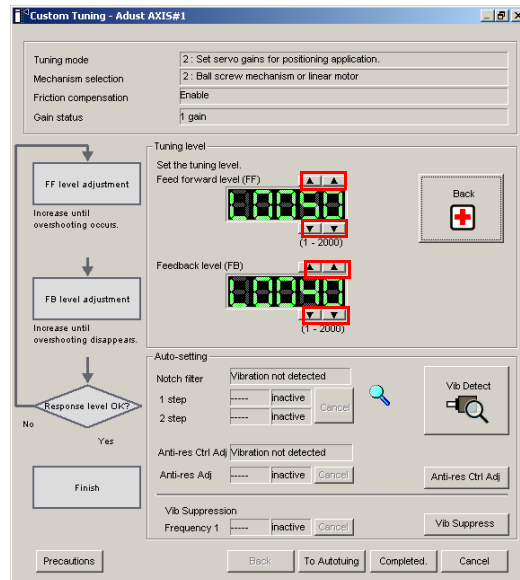 Custom Tuning - Adust AXIS#1
Tuning mode
2 : Set servo gains for positioning application.
Mechanism selection
2 : Ball screw mechanism or linear motor
Friction compensation
Enable
Gain status
1 gain
FF level adjustment
Increase until
overshooting occurs.
FB level adjustment
Increase until
overshooting disappears.
Response level OK?
No
Yes
Finish
Tuning level
Set the tuning level.
Feed forward level (FF)
L0050
(1 - 2000)
Feedback level (FB)
L0040
(1 - 2000)
Back
Auto-setting
Notch filter
Vibration not detected
1 step
-----
inactive
Cancel
2 step
-----
inactive
Vib Detect
Anti-res Ctrl Adj
Vibration not detected
Anti-res Adj
-----
inactive
Cancel
Anti-res Ctrl Adj
Vib Suppression
Frequency 1
-----
inactive
Cancel
Vib Suppress
Precautions
Back
To Autotuing
Completed.
Cancel